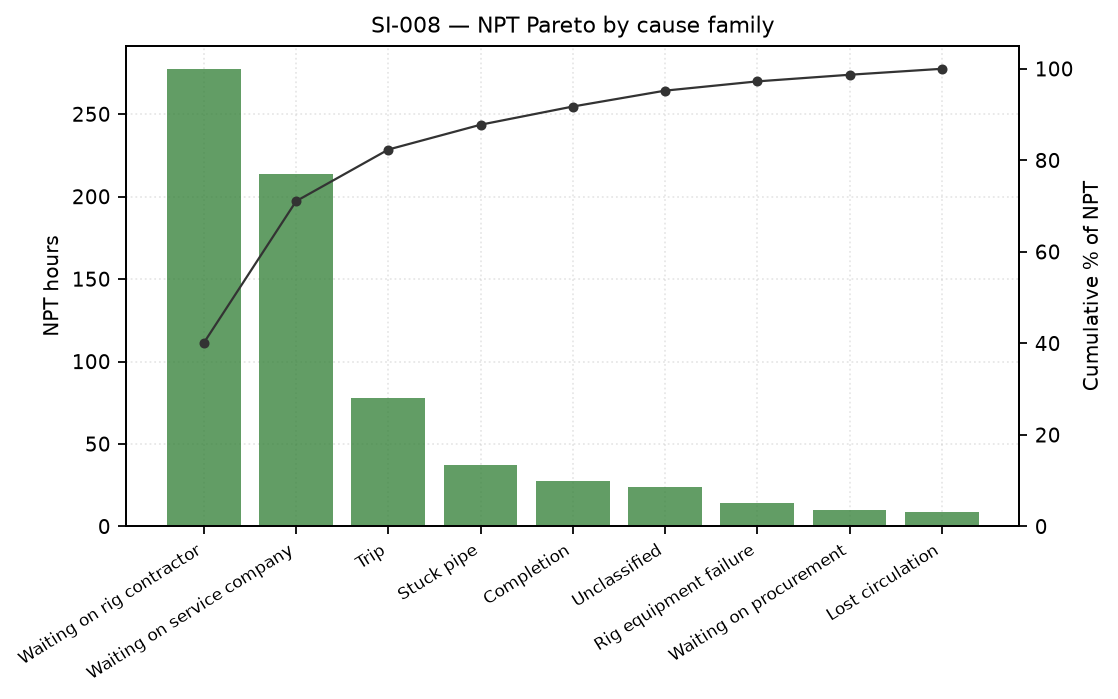 SI-008 — NPT Pareto by cause family
NPT hours
250
200
150
100
50
0
100
80
60
40
20
0
Cumulative % of NPT
Waiting on rig contractor
Waiting on service company
Trip
Stuck pipe
Completion
Unclassified
Rig equipment failure
Waiting on procurement
Lost circulation